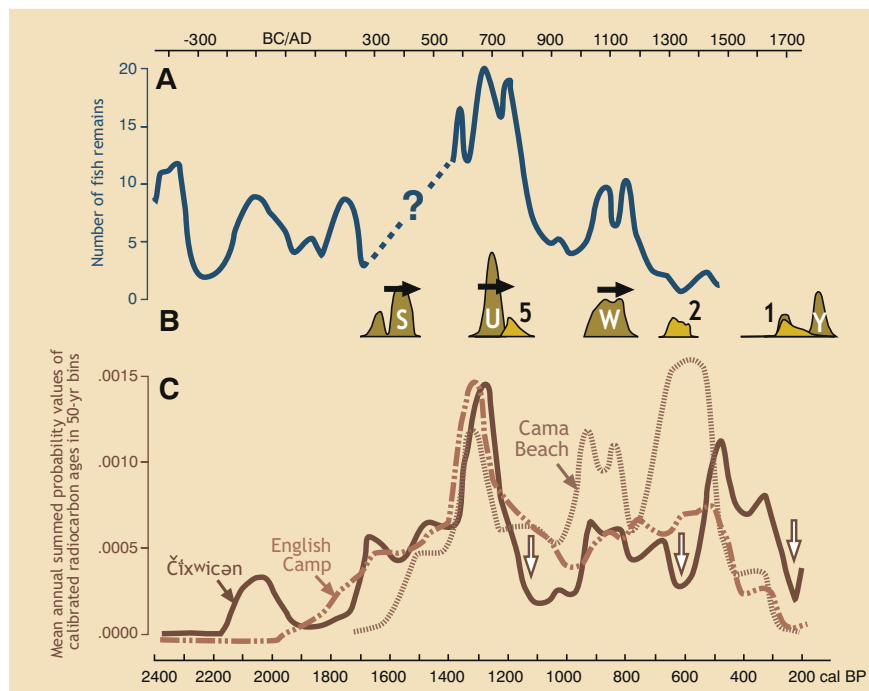 -300 BC/AD 300 500 700 900 1100 1300 1500 1700
A
20
15
10
5
0
Number of fish remains
?
B
S U 5 W 2 1 Y
C
.0015
.0010
.0005
.0000
Mean annual summed probability values of
calibrated radiocarbon ages in 50-yr bins
Cama
Beach
English
Camp
Číxʷicən
2400 2200 2000 1800 1600 1400 1200 1000 800 600 400 200 cal BP